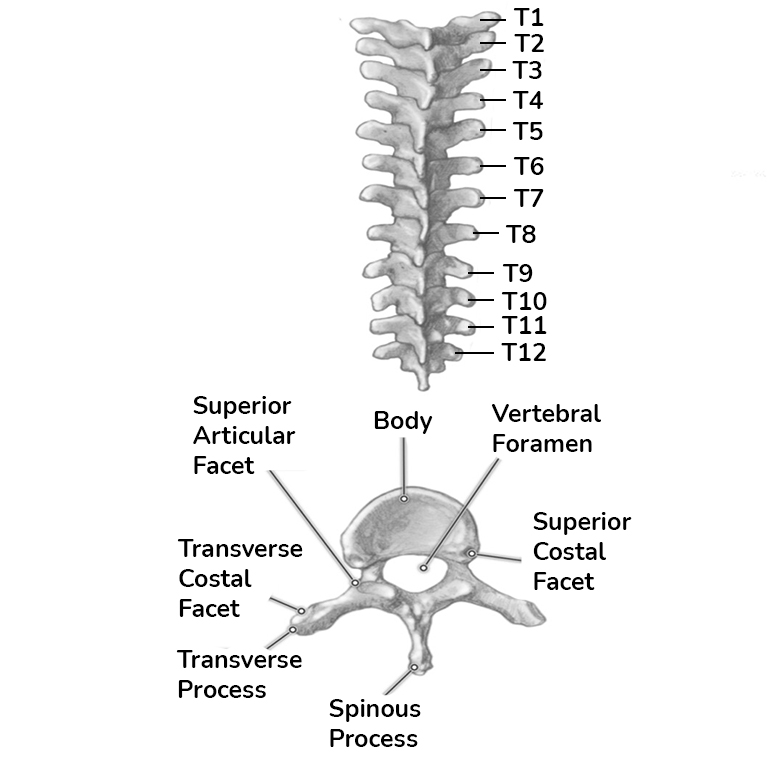 T1
T2
T3
T4
T5
T6
T7
T8
T9
T10
T11
T12
Superior
Articular
Facet
Body
Vertebral
Foramen
Superior
Costal
Facet
Transverse
Costal
Facet
Transverse
Process
Spinous
Process